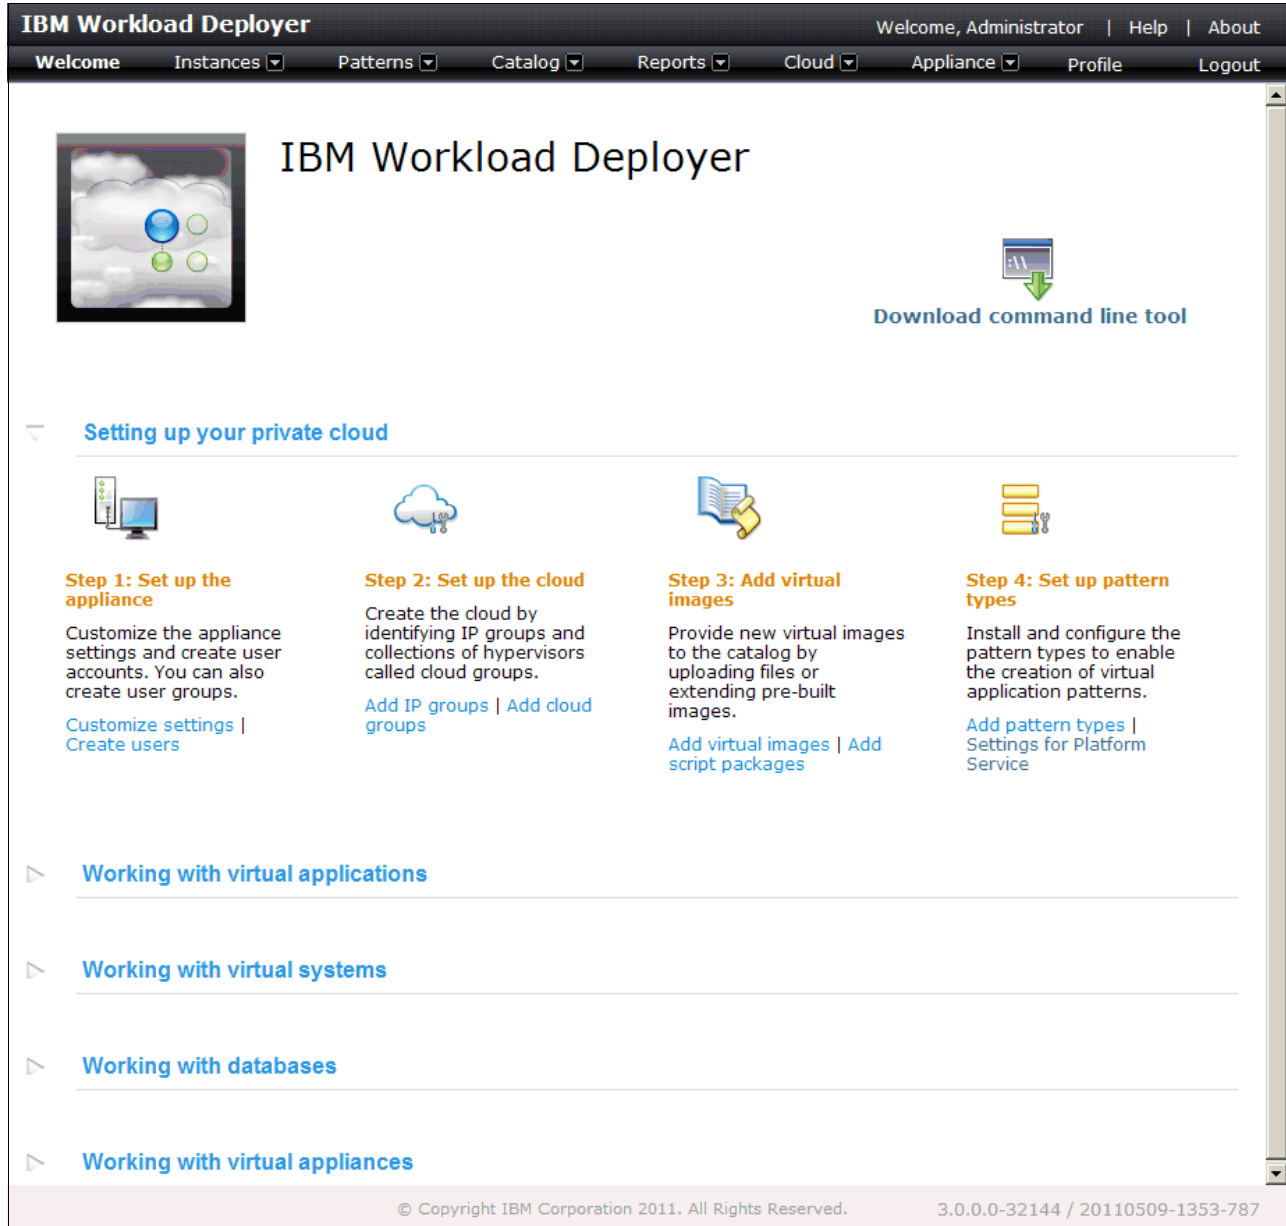 IBM Workload Deployer
Welcome, Administrator | Help | About
Welcome Instances Patterns Catalog Reports Cloud Appliance Profile Logout
IBM Workload Deployer
:\\
Download command line tool
Setting up your private cloud
Step 1: Set up the
appliance
Customize the appliance
settings and create user
accounts. You can also
create user groups.
Customize settings |
Create users
Step 2: Set up the cloud
Create the cloud by
identifying IP groups and
collections of hypervisors
called cloud groups.
Add IP groups | Add cloud
groups
Step 3: Add virtual
images
Provide new virtual images
to the catalog by
uploading files or
extending pre-built
images.
Add virtual images | Add
script packages
Step 4: Set up pattern
types
Install and configure the
pattern types to enable
the creation of virtual
application patterns.
Add pattern types |
Settings for Platform
Service
Working with virtual applications
Working with virtual systems
Working with databases
Working with virtual appliances
© Copyright IBM Corporation 2011. All Rights Reserved.
3.0.0.0-32144 / 20110509-1353-787